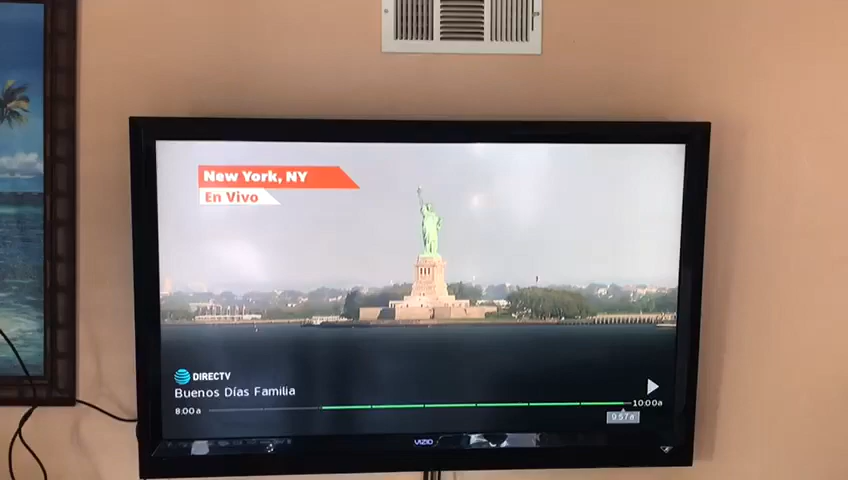 New York, NY
En Vivo
DIRECTV
Buenos Días Familia
8:00a
10:00a
9:57a
VIZIO